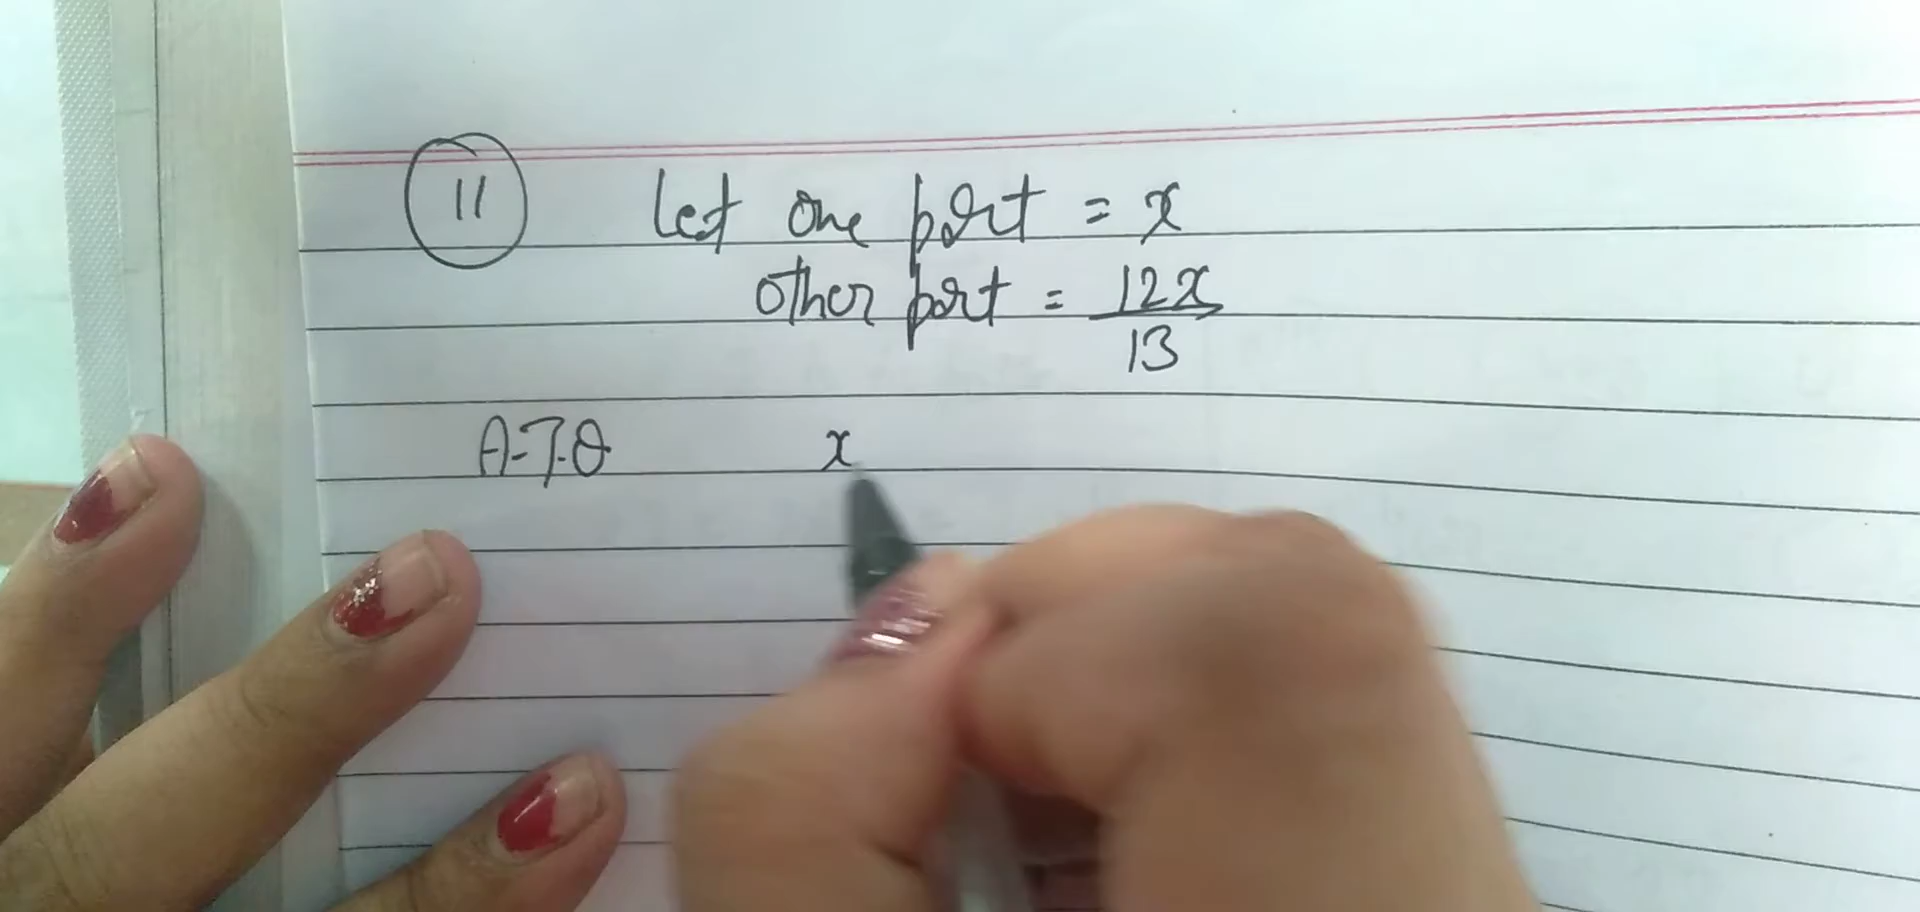 11 Let one part = x
other part = 12x/13
A.T.Q x